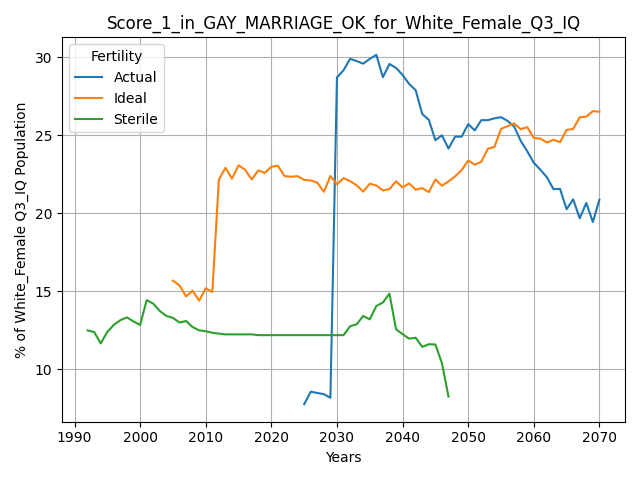 Score_1_in_GAY_MARRIAGE_OK_for_White_Female_Q3_IQ
Fertility
Actual
Ideal
Sterile
% of White_Female Q3_IQ Population
30
25
20
15
10
1990 2000 2010 2020 2030 2040 2050 2060 2070
Years